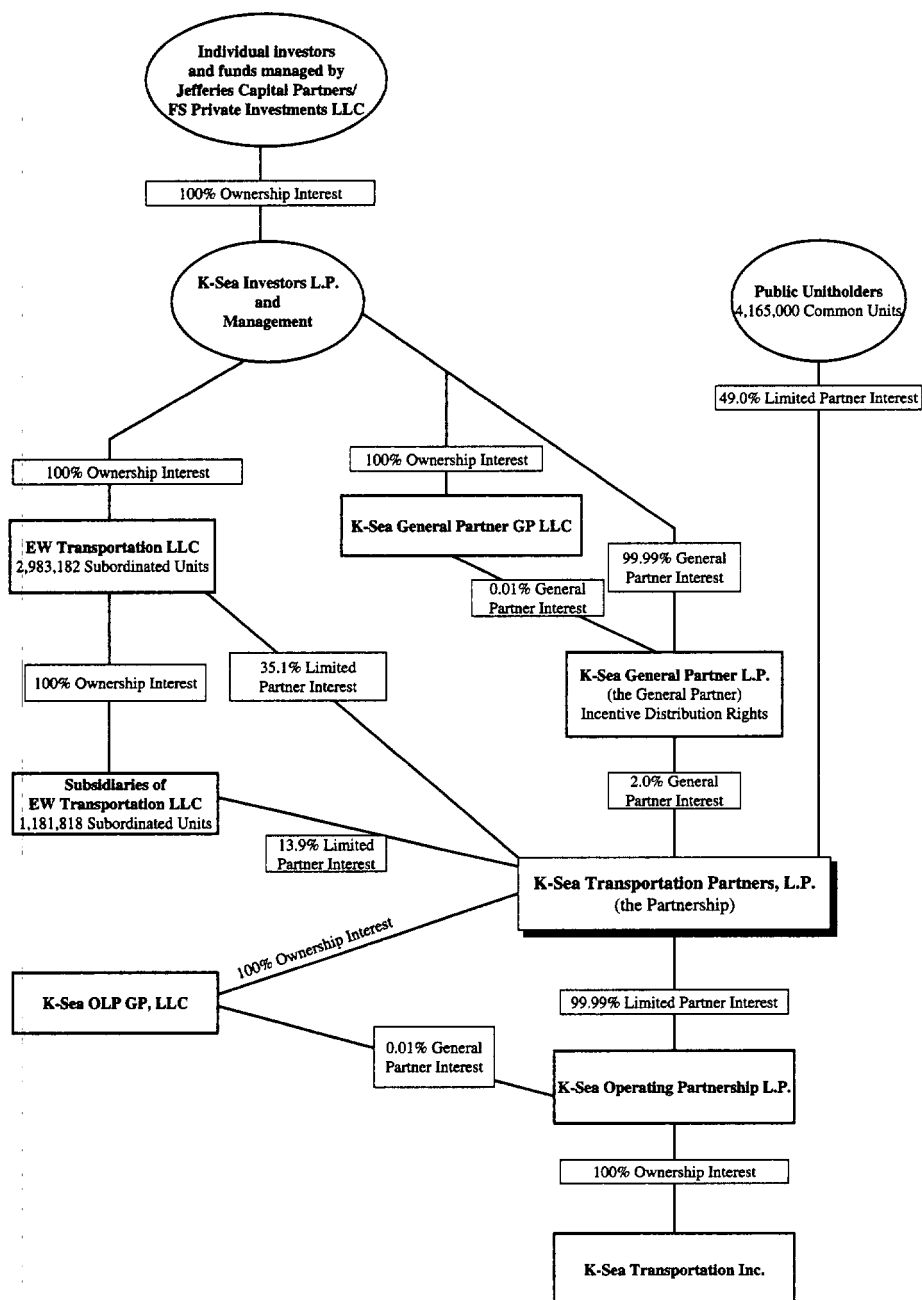 Individual investors
and funds managed by
Jefferies Capital Partners/
FS Private Investments LLC
100% Ownership Interest
K-Sea Investors L.P.
and
Management
Public Unitholders
4,165,000 Common Units
49.0% Limited Partner Interest
100% Ownership Interest
100% Ownership Interest
EW Transportation LLC
2,983,182 Subordinated Units
K-Sea General Partner GP LLC
0.01% General
Partner Interest
99.99% General
Partner Interest
100% Ownership Interest
35.1% Limited
Partner Interest
K-Sea General Partner L.P.
(the General Partner)
Incentive Distribution Rights
Subsidiaries of
EW Transportation LLC
1,181,818 Subordinated Units
2.0% General
Partner Interest
13.9% Limited
Partner Interest
K-Sea Transportation Partners, L.P.
(the Partnership)
100% Ownership Interest
K-Sea OLP GP, LLC
99.99% Limited Partner Interest
0.01% General
Partner Interest
K-Sea Operating Partnership L.P.
100% Ownership Interest
K-Sea Transportation Inc.